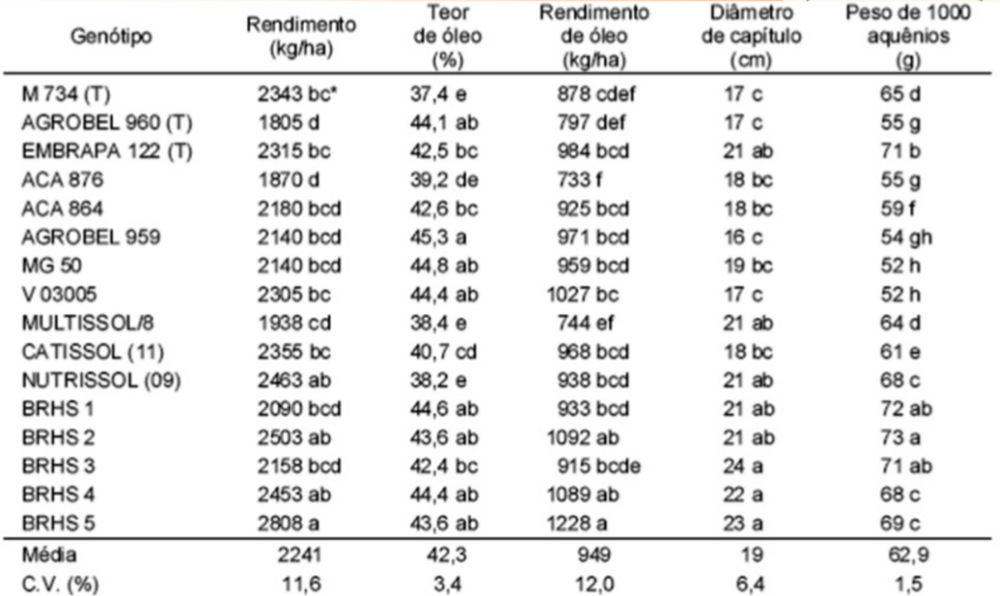 Genótipo Rendimento (kg/ha) Teor de óleo (%) Rendimento de óleo (kg/ha) Diâmetro de capítulo (cm) Peso de 1000 aquênios (g)
M 734 (T) 2343 bc* 37,4 e 878 cdef 17 c 65 d
AGROBEL 960 (T) 1805 d 44,1 ab 797 def 17 c 55 g
EMBRAPA 122 (T) 2315 bc 42,5 bc 984 bcd 21 ab 71 b
ACA 876 1870 d 39,2 de 733 f 18 bc 55 g
ACA 864 2180 bcd 42,6 bc 925 bcd 18 bc 59 f
AGROBEL 959 2140 bcd 45,3 a 971 bcd 16 c 54 gh
MG 50 2140 bcd 44,8 ab 959 bcd 19 bc 52 h
V 03005 2305 bc 44,4 ab 1027 bc 17 c 52 h
MULTISSOL/8 1938 cd 38,4 e 744 ef 21 ab 64 d
CATISSOL (11) 2355 bc 40,7 cd 968 bcd 18 bc 61 e
NUTRISSOL (09) 2463 ab 38,2 e 938 bcd 21 ab 68 c
BRHS 1 2090 bcd 44,6 ab 933 bcd 21 ab 72 ab
BRHS 2 2503 ab 43,6 ab 1092 ab 21 ab 73 a
BRHS 3 2158 bcd 42,4 bc 915 bcde 24 a 71 ab
BRHS 4 2453 ab 44,4 ab 1089 ab 22 a 68 c
BRHS 5 2808 a 43,6 ab 1228 a 23 a 69 c
Média 2241 42,3 949 19 62,9
C.V. (%) 11,6 3,4 12,0 6,4 1,5